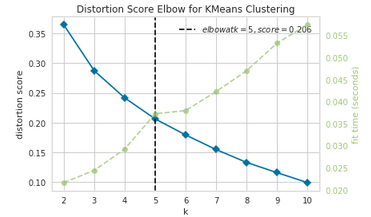 Distortion Score Elbow for KMeans Clustering
elbowatk = 5, score = 0.206
distortion score
0.35
0.30
0.25
0.20
0.15
0.10
0.055
0.050
0.045
0.040
0.035
0.030
0.025
0.020
fit time (seconds)
2 3 4 5 6 7 8 9 10
k